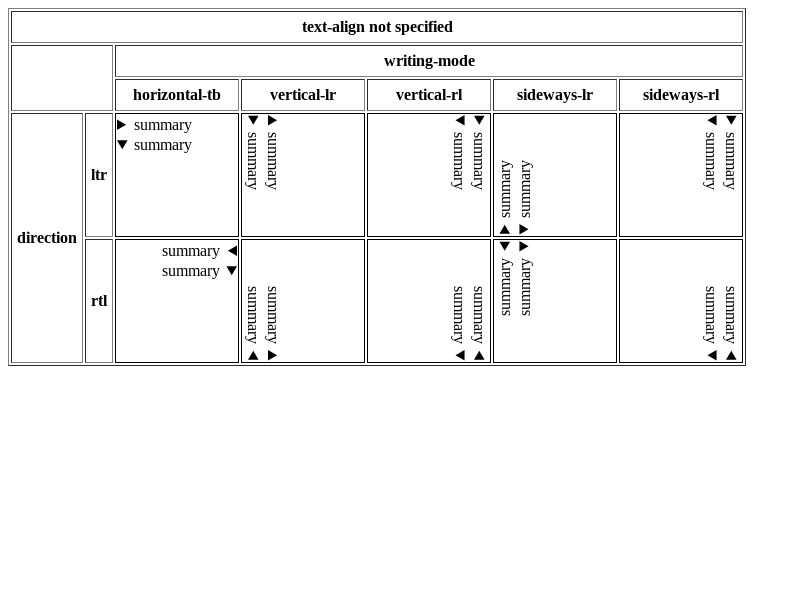 text-align not specified
writing-mode
horizontal-tb vertical-lr vertical-rl sideways-lr sideways-rl
direction
ltr
▶ summary
▼ summary
▼ summary
▶ summary
◀ summary
▼ summary
▲ summary
▶ summary
◀ summary
▼ summary
rtl
summary ◀
summary ▼
summary ▲
summary ▶
summary ◀
summary ▲
summary ▼
summary ▶
summary ◀
summary ▲